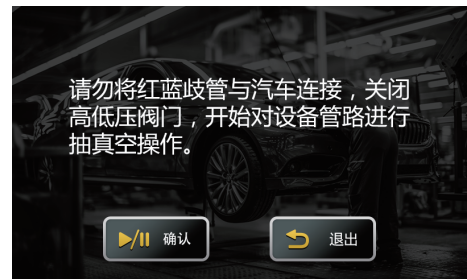 请勿将红蓝歧管与汽车连接，关闭
高低压阀门，开始对设备管路进行
抽真空操作。
确认
退出